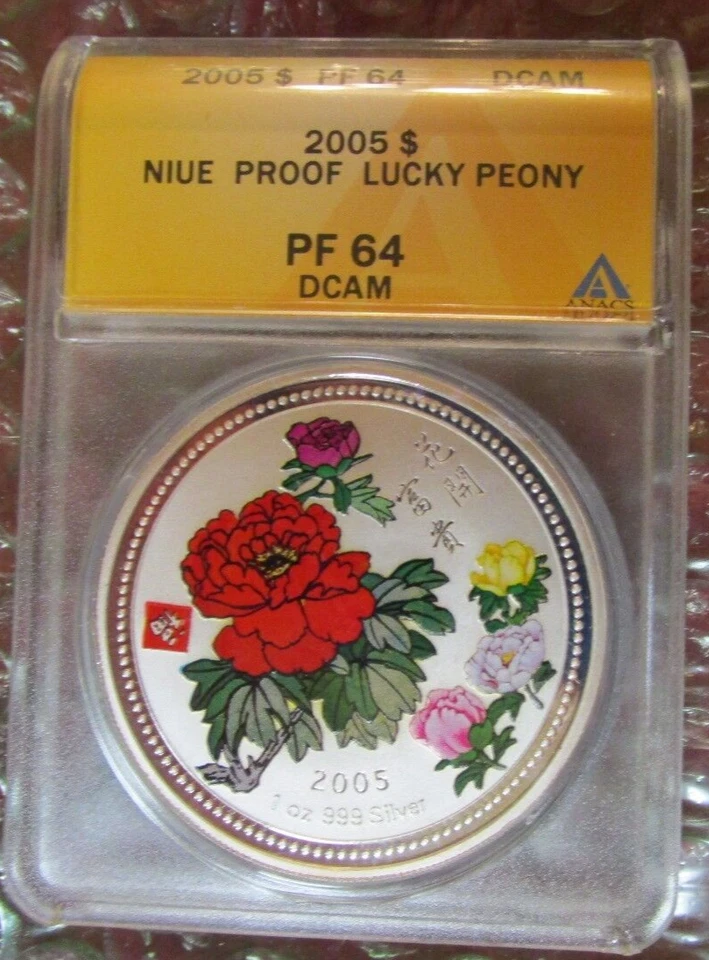 2005 $ PF 64 DCAM
2005 $
NIUE PROOF LUCKY PEONY
PF 64
DCAM
ANACS
花開
富貴
2005
1 oz 999 Silver